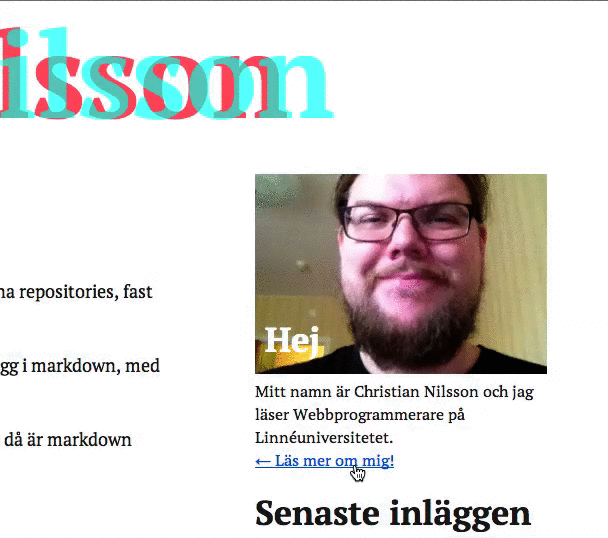 ilsson
na repositories, fast
gg i markdown, med
då är markdown
Hej
Mitt namn är Christian Nilsson och jag
läser Webbprogrammerare på
Linnéuniversitetet.
← Läs mer om mig!
Senaste inläggen